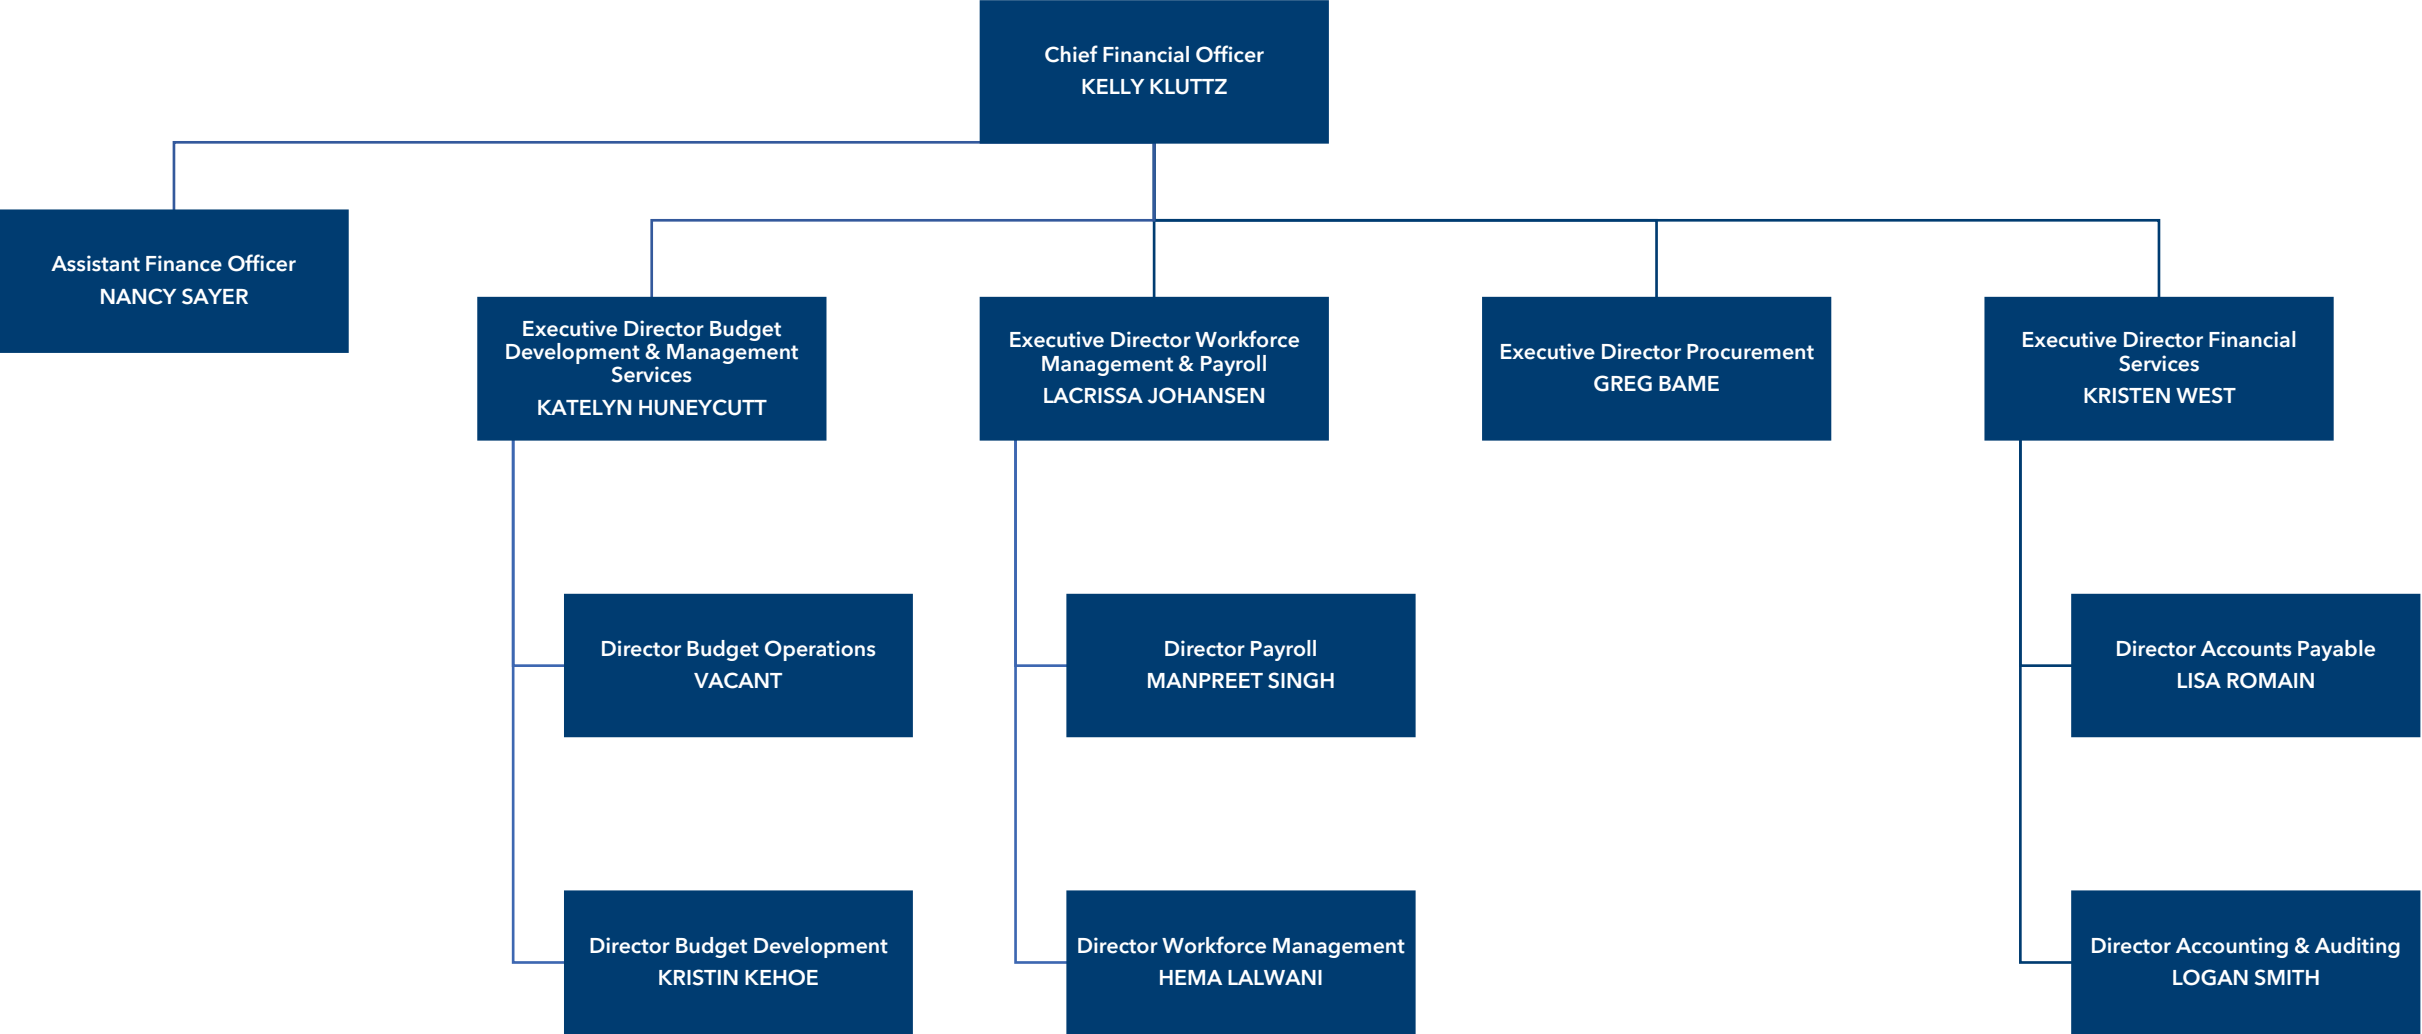 Chief Financial Officer
KELLY KLUTTZ
Assistant Finance Officer
NANCY SAYER
Executive Director Budget
Development & Management
Services
KATELYN HUNEYCUTT
Executive Director Workforce
Management & Payroll
LACRISSA JOHANSEN
Executive Director Procurement
GREG BAME
Executive Director Financial
Services
KRISTEN WEST
Director Budget Operations
VACANT
Director Payroll
MANPREET SINGH
Director Accounts Payable
LISA ROMAIN
Director Budget Development
KRISTIN KEHOE
Director Workforce Management
HEMA LALWANI
Director Accounting & Auditing
LOGAN SMITH